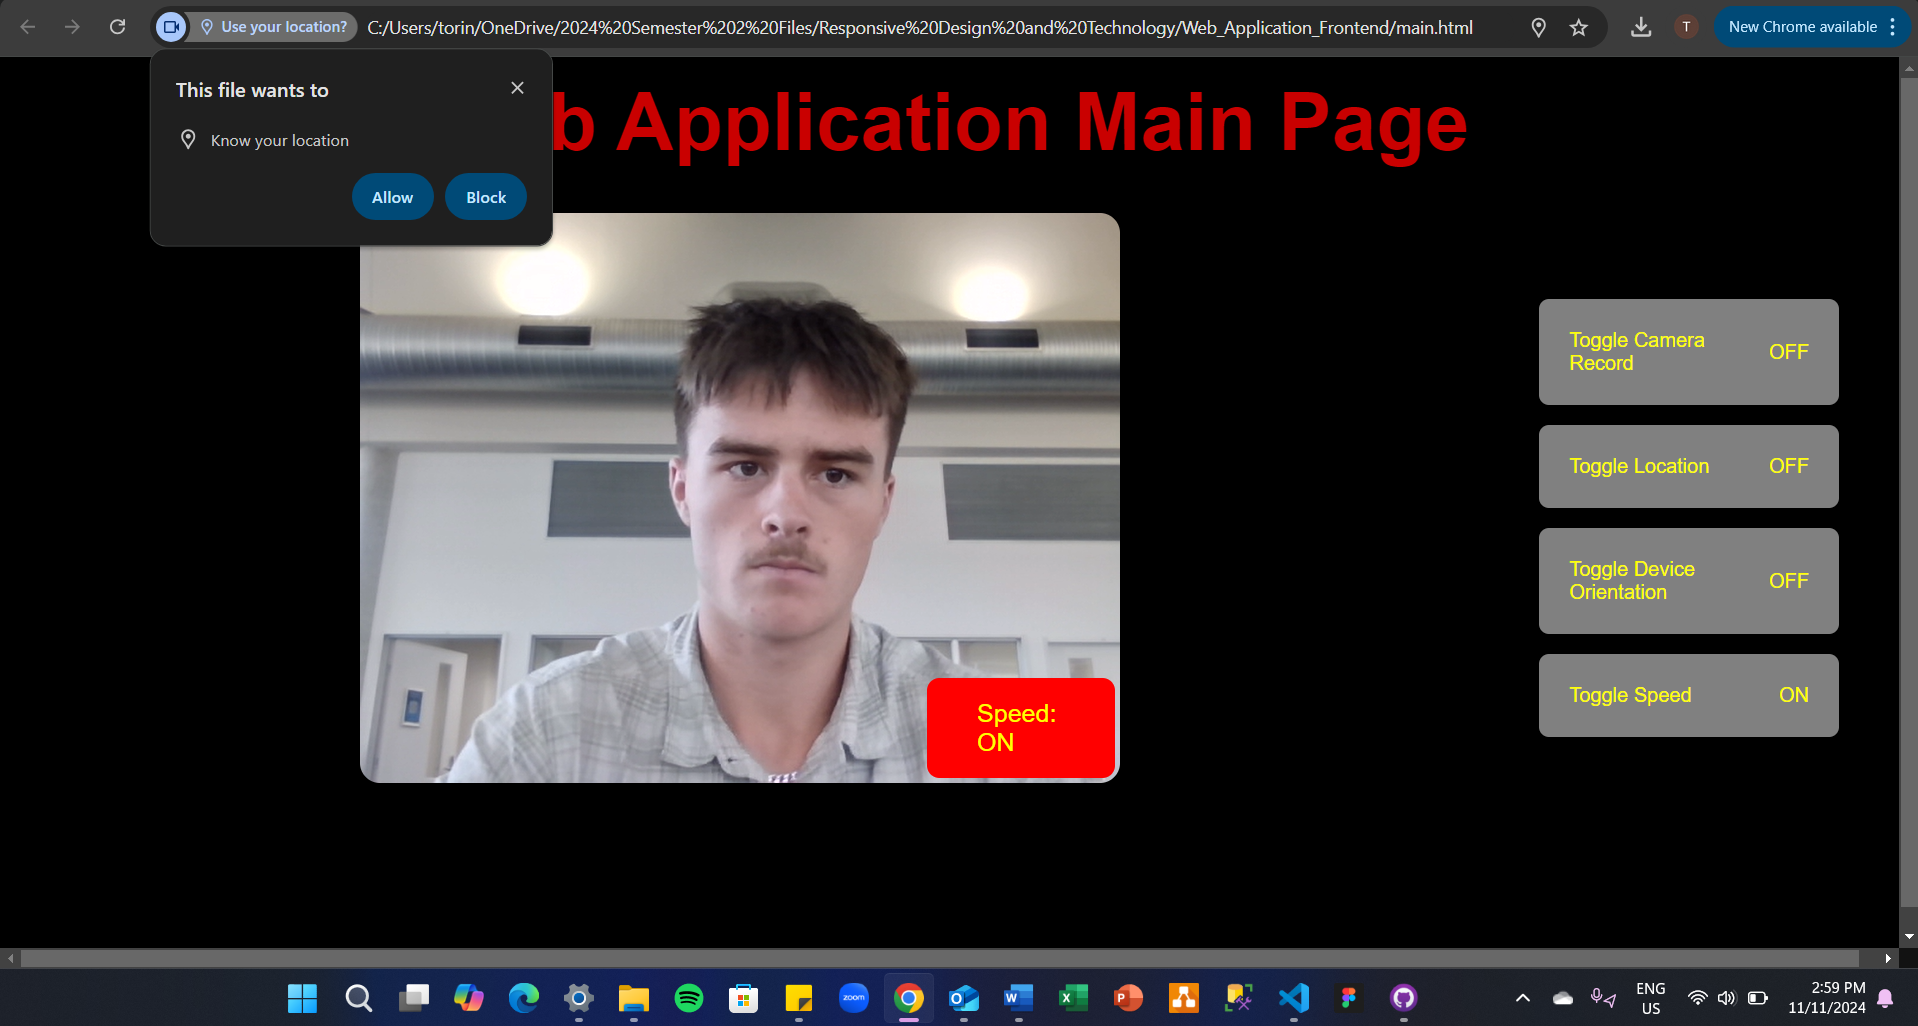 Use your location?
C:/Users/torin/OneDrive/2024%20Semester%202%20Files/Responsive%20Design%20and%20Technology/Web_Application_Frontend/main.html
T
New Chrome available
This file wants to
Know your location
Allow
Block
b Application Main Page
Toggle Camera
Record
OFF
Toggle Location
OFF
Toggle Device
Orientation
OFF
Toggle Speed
ON
Speed:
ON
zoom
O
W
X
P
ENG
US
2:59 PM
11/11/2024